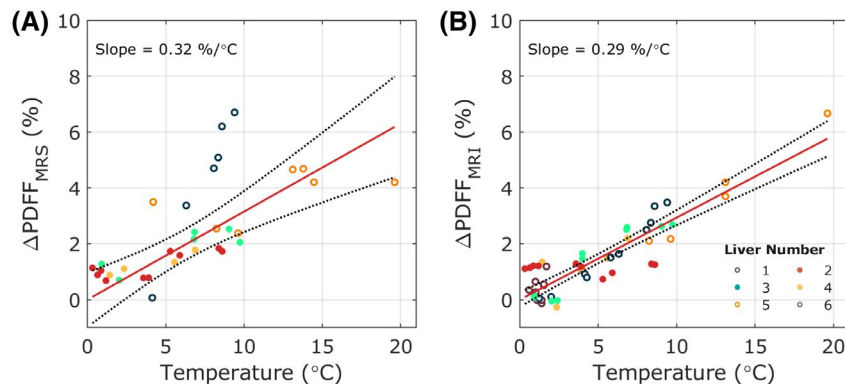 (A)
Slope = 0.32 %/°C
10
8
6
4
2
0
ΔPDFF_MRS (%)
0 5 10 15 20
Temperature (°C)
(B)
Slope = 0.29 %/°C
10
8
6
4
2
0
ΔPDFF_MRI (%)
Liver Number
1 2
3 4
5 6
0 5 10 15 20
Temperature (°C)